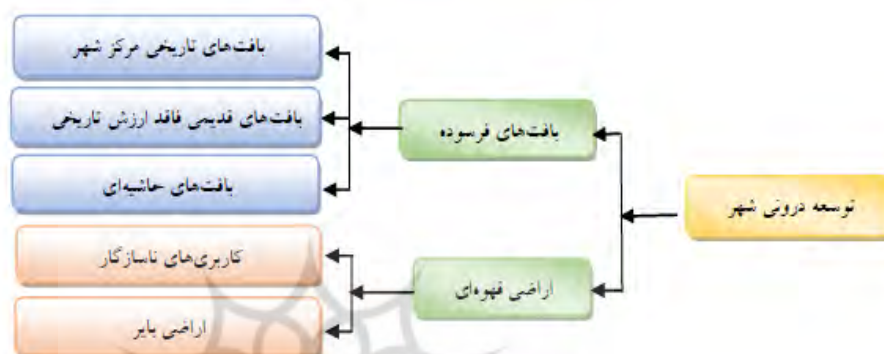 توسعه درونی شهر
بافت‌های فرسوده
بافت‌های تاریخی مرکز شهر
بافت‌های قدیمی فاقد ارزش تاریخی
بافت‌های حاشیه‌ای
اراضی قهوه‌ای
کاربری‌های ناسازگار
اراضی بایر